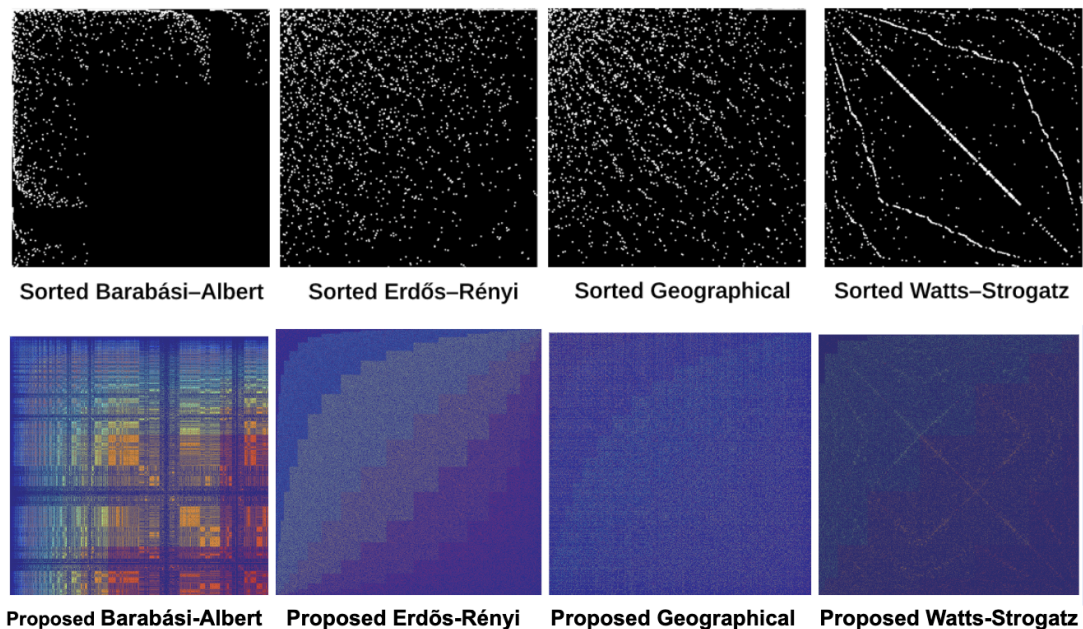 Sorted Barabási–Albert
Sorted Erdős–Rényi
Sorted Geographical
Sorted Watts–Strogatz
Proposed Barabási-Albert
Proposed Erdõs-Rényi
Proposed Geographical
Proposed Watts-Strogatz